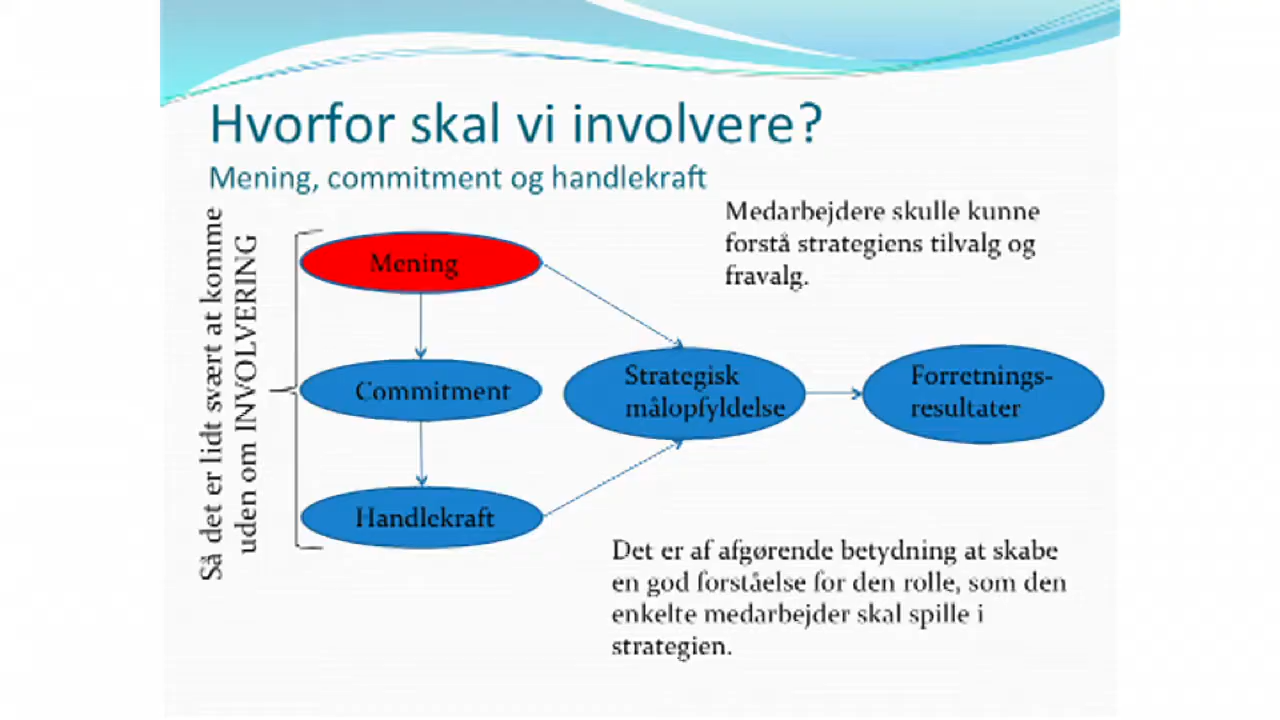 Hvorfor skal vi involvere?
Mening, commitment og handlekraft
Så det er lidt svært at komme
uden om INVOLVERING
Mening
Commitment
Handlekraft
Medarbejdere skulle kunne
forstå strategiens tilvalg og
fravalg.
Strategisk
målopfyldelse
Forretnings-
resultater
Det er af afgørende betydning at skabe
en god forståelse for den rolle, som den
enkelte medarbejder skal spille i
strategien.